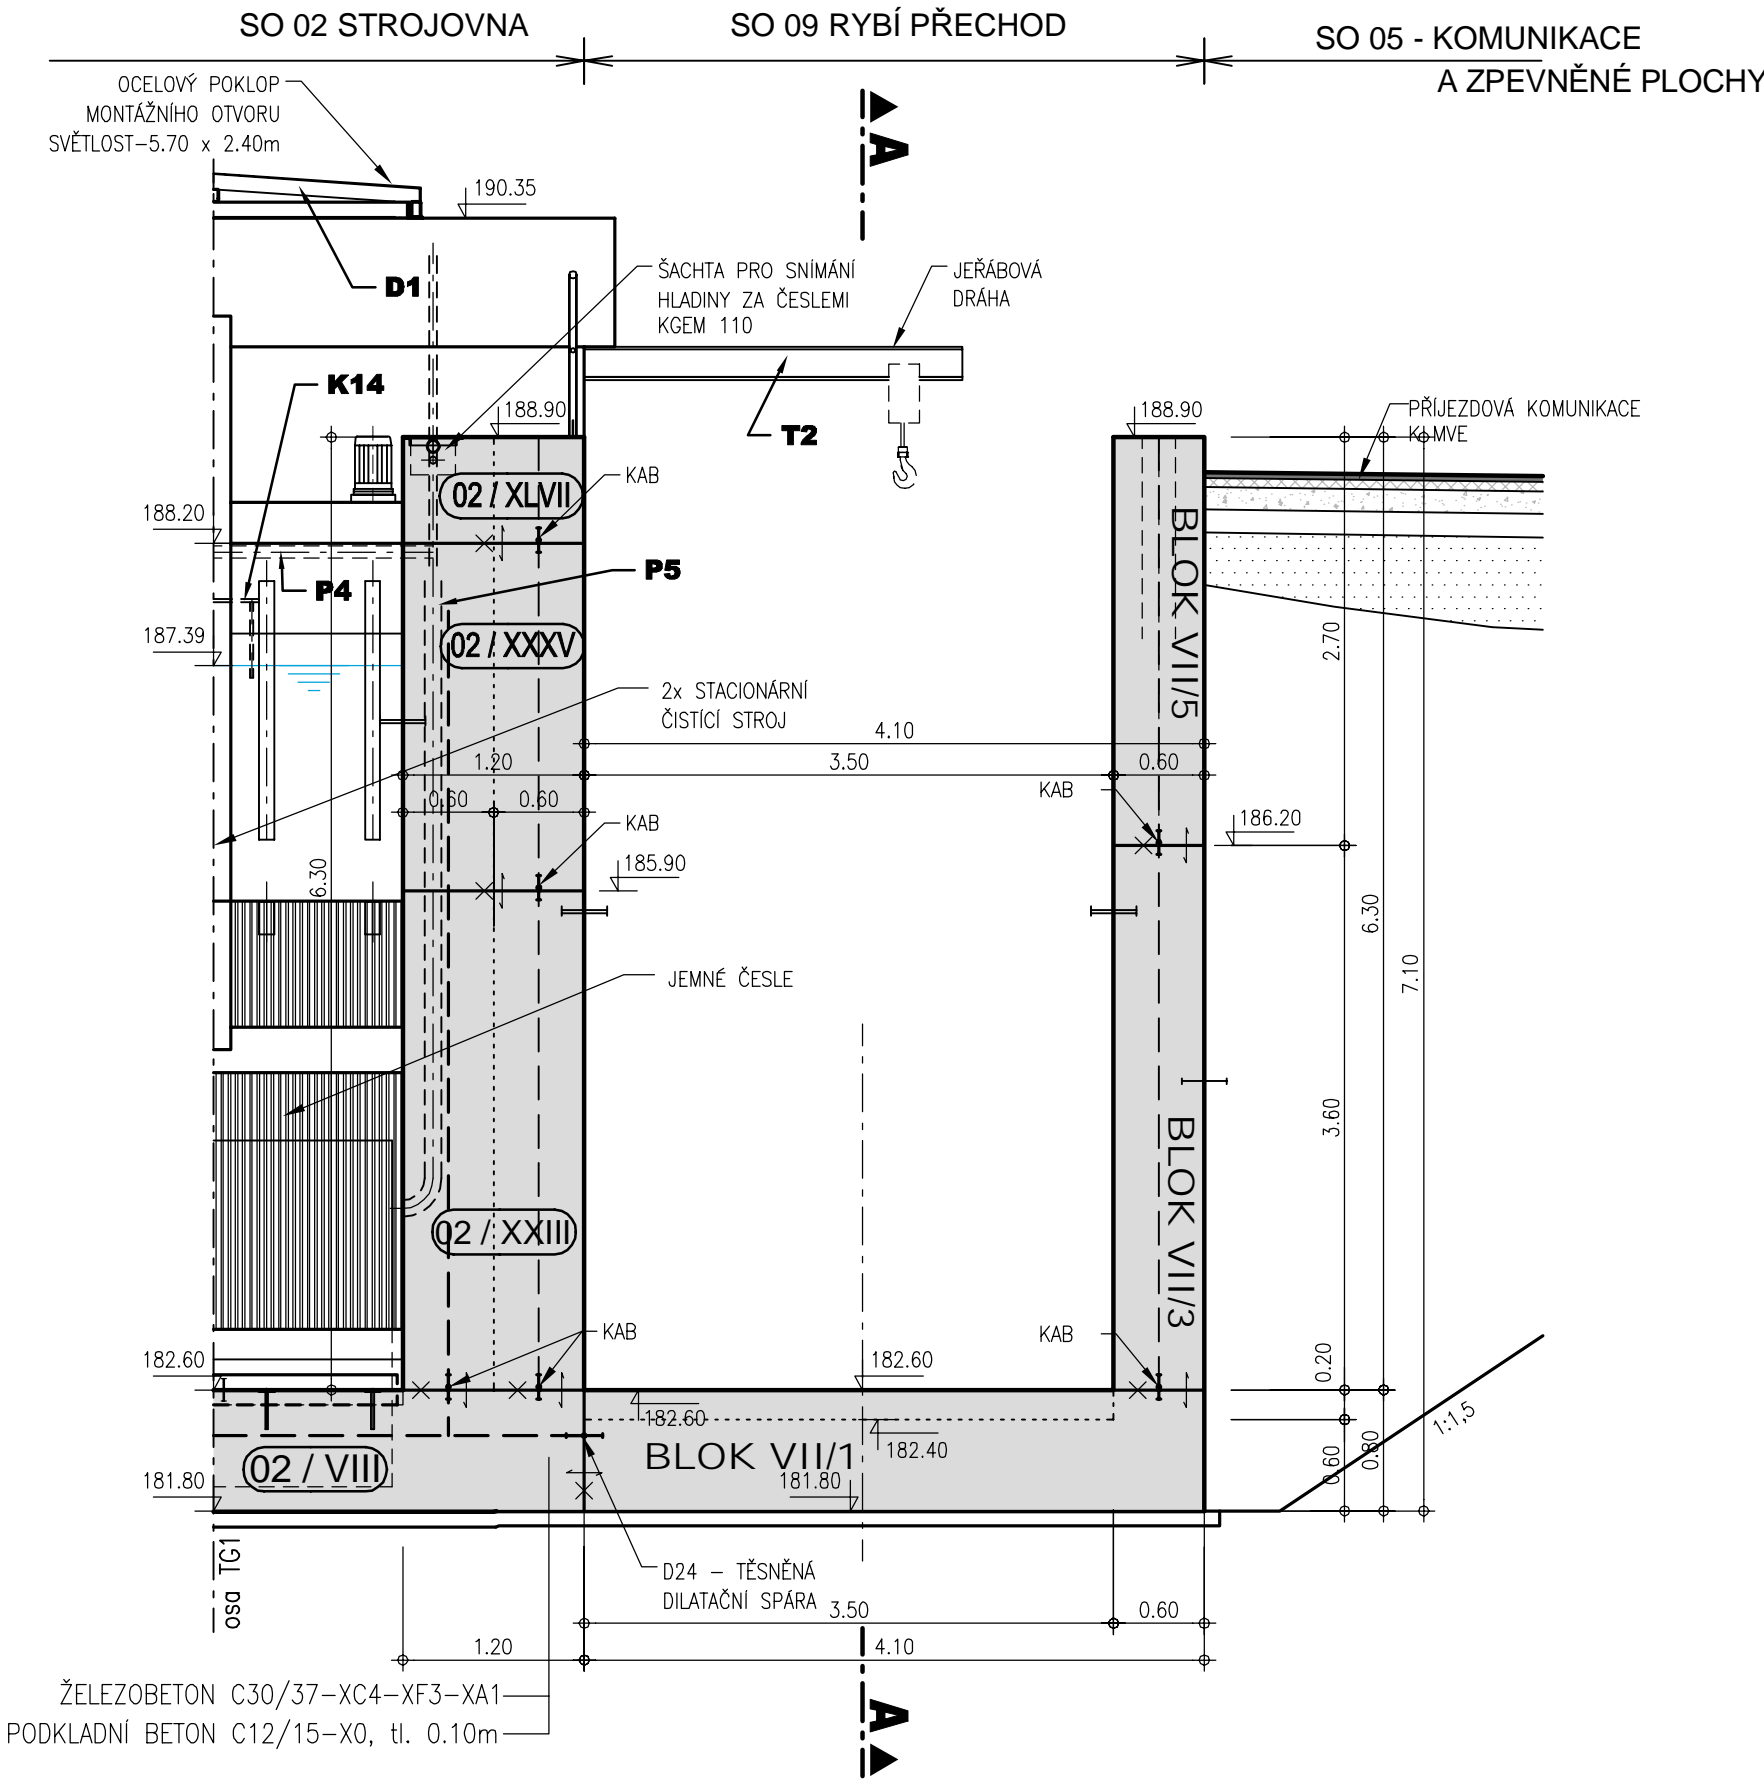 SO 02 STROJOVNA
SO 09 RYBÍ PŘECHOD
SO 05 - KOMUNIKACE
A ZPEVNĚNÉ PLOCHY
OCELOVÝ POKLOP
MONTÁŽNÍHO OTVORU
SVĚTLOST-5.70 x 2.40m
A
190.35
D1
ŠACHTA PRO SNÍMÁNÍ
HLADINY ZA ČESLEMI
KGEM 110
JEŘÁBOVÁ
DRÁHA
K14
T2
188.90
188.90
PŘÍJEZDOVÁ KOMUNIKACE
K MVE
02 / XLVII
KAB
188.20
P4
P5
187.39
02 / XXXV
BLOK VII/5
2.70
2x STACIONÁRNÍ
ČISTÍCÍ STROJ
4.10
1.20
3.50
0.60
0.60
0.60
KAB
KAB
186.20
185.90
6.30
6.30
7.10
JEMNÉ ČESLE
3.60
BLOK VII/3
02 / XXIII
KAB
KAB
182.60
182.60
182.60
0.20
182.40
1:1,5
02 / VIII
BLOK VII/1
181.80
181.80
0.60
0.80
osa TG1
D24 – TĚSNĚNÁ
DILATAČNÍ SPÁRA
3.50
0.60
1.20
4.10
ŽELEZOBETON C30/37-XC4-XF3-XA1
PODKLADNÍ BETON C12/15-X0, tl. 0.10m
A